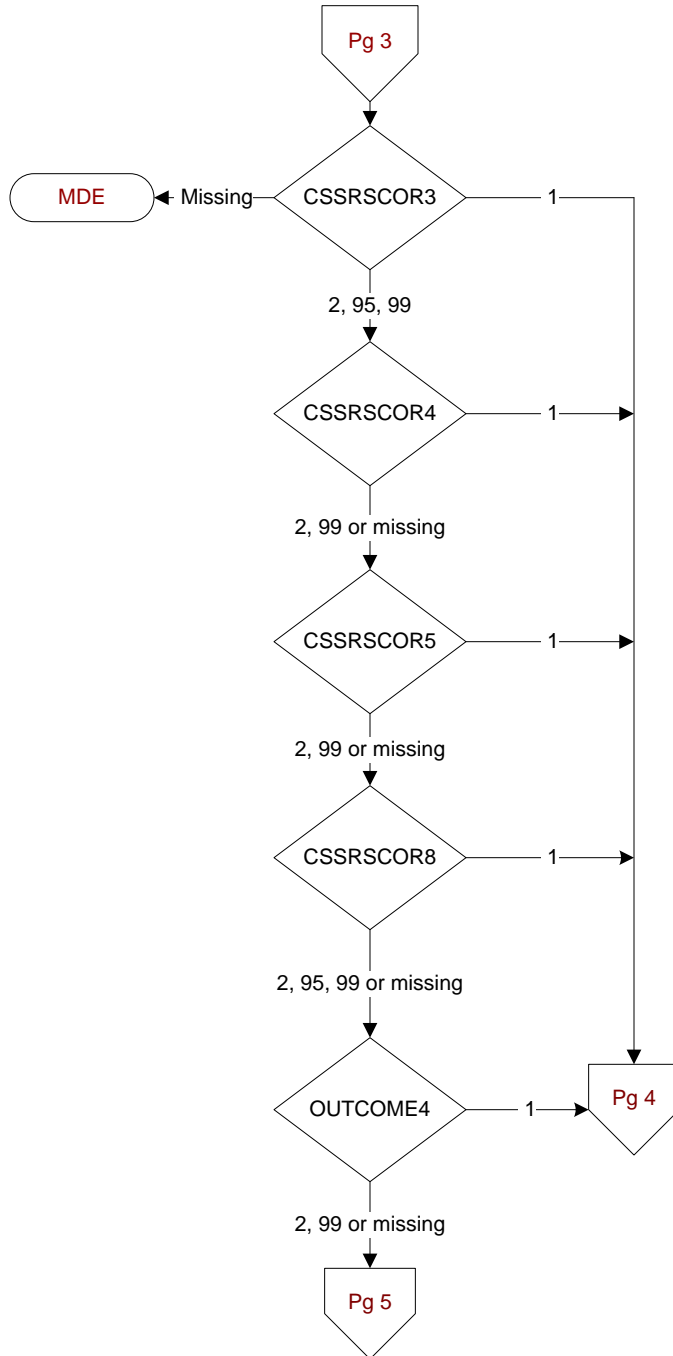 Pg 3
CSSRSCOR3
MDE
Missing
1
2, 95, 99
CSSRSCOR4
1
2, 99 or missing
CSSRSCOR5
1
2, 99 or missing
CSSRSCOR8
1
2, 95, 99 or missing
OUTCOME4
1
Pg 4
2, 99 or missing
Pg 5